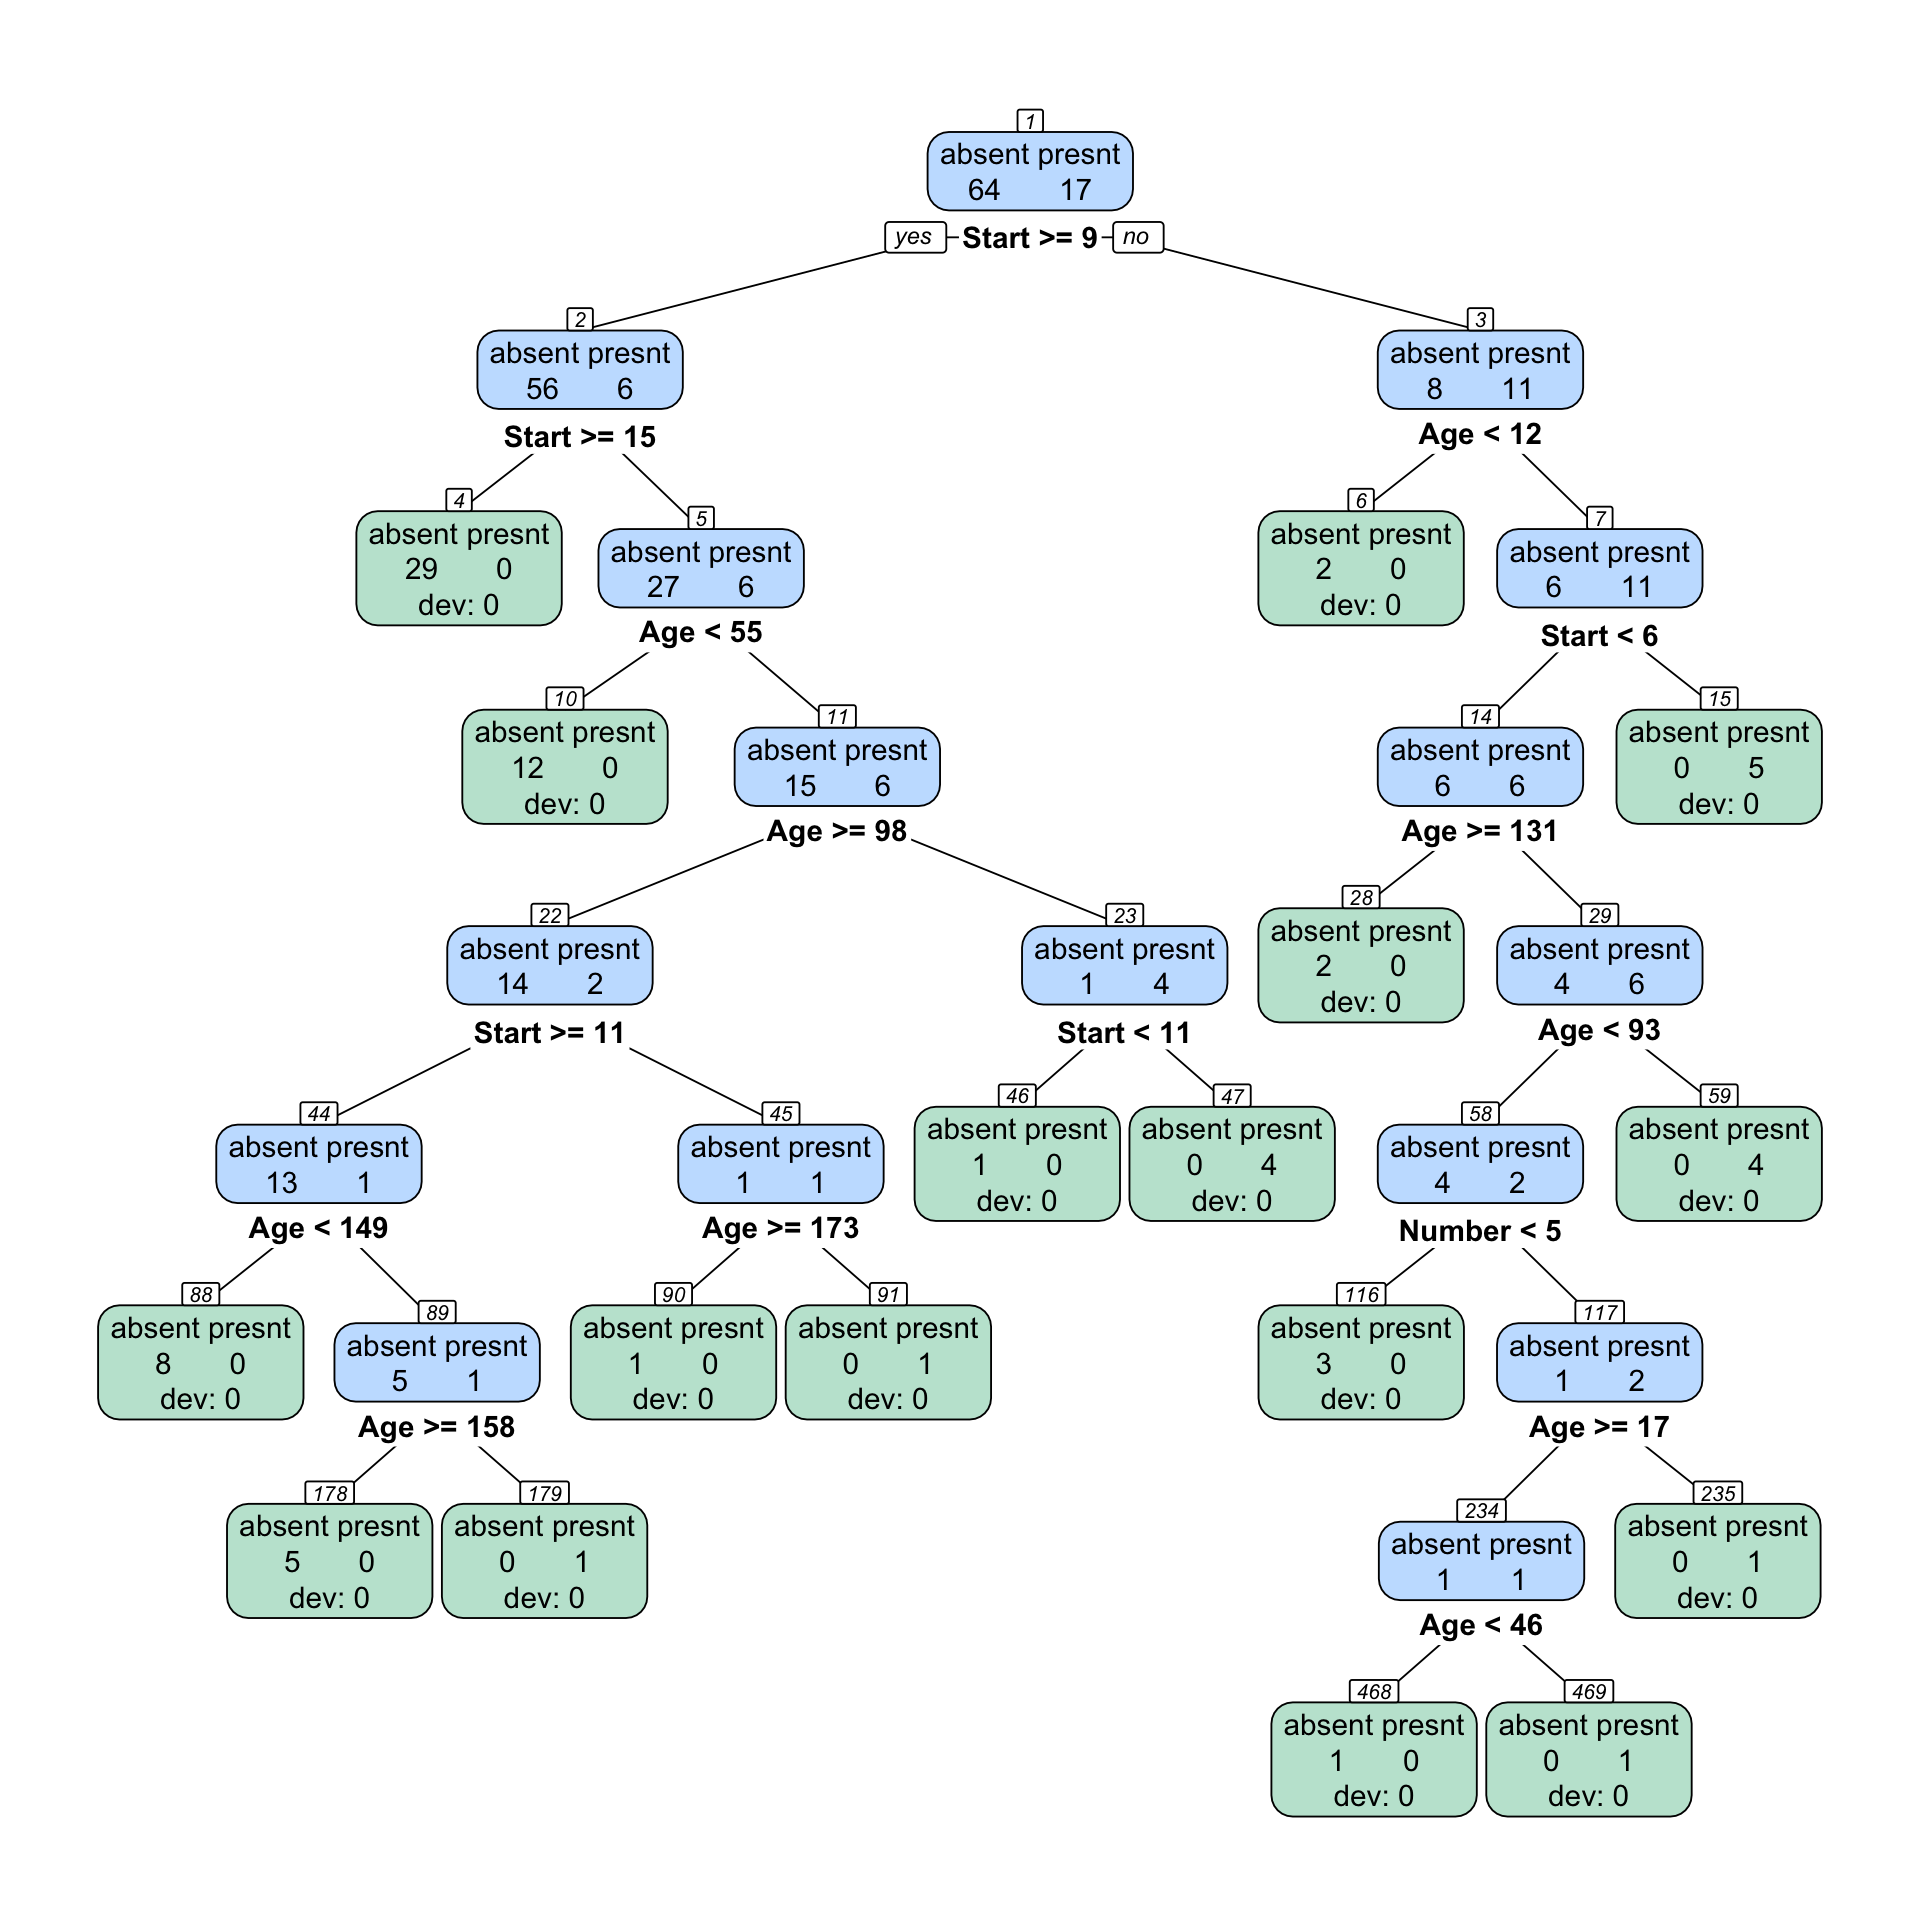 1
absent presnt
64 17
yes Start >= 9 no
2
absent presnt
56 6
Start >= 15
3
absent presnt
8 11
Age < 12
4
absent presnt
29 0
dev: 0
5
absent presnt
27 6
Age < 55
6
absent presnt
2 0
dev: 0
7
absent presnt
6 11
Start < 6
10
absent presnt
12 0
dev: 0
11
absent presnt
15 6
Age >= 98
14
absent presnt
6 6
Age >= 131
15
absent presnt
0 5
dev: 0
22
absent presnt
14 2
Start >= 11
23
absent presnt
1 4
Start < 11
28
absent presnt
2 0
dev: 0
29
absent presnt
4 6
Age < 93
44
absent presnt
13 1
Age < 149
45
absent presnt
1 1
Age >= 173
46
absent presnt
1 0
dev: 0
47
absent presnt
0 4
dev: 0
58
absent presnt
4 2
Number < 5
59
absent presnt
0 4
dev: 0
88
absent presnt
8 0
dev: 0
89
absent presnt
5 1
Age >= 158
90
absent presnt
1 0
dev: 0
91
absent presnt
0 1
dev: 0
116
absent presnt
3 0
dev: 0
117
absent presnt
1 2
Age >= 17
178
absent presnt
5 0
dev: 0
179
absent presnt
0 1
dev: 0
234
absent presnt
1 1
Age < 46
235
absent presnt
0 1
dev: 0
468
absent presnt
1 0
dev: 0
469
absent presnt
0 1
dev: 0